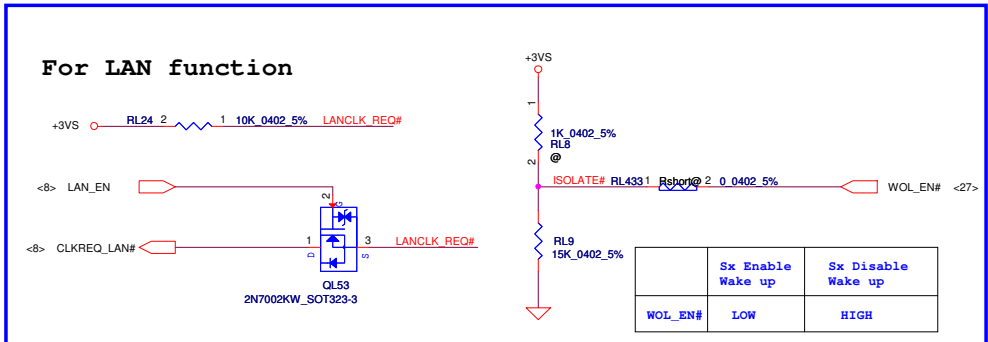 For LAN function
+3VS
RL24 2 1 10K_0402_5% LANCLK_REQ#
+3VS
<8> LAN_EN
2
G
<8> CLKREQ_LAN#
1 3 LANCLK_REQ#
D S
QL53
2N7002KW_SOT323-3
+3VS
1
1K_0402_5%
RL8
@
2
ISOLATE# RL433 1 Rshort@ 2 0_0402_5% WOL_EN# <27>
RL9
15K_0402_5%
Sx Enable Sx Disable
Wake up Wake up
WOL_EN# LOW HIGH